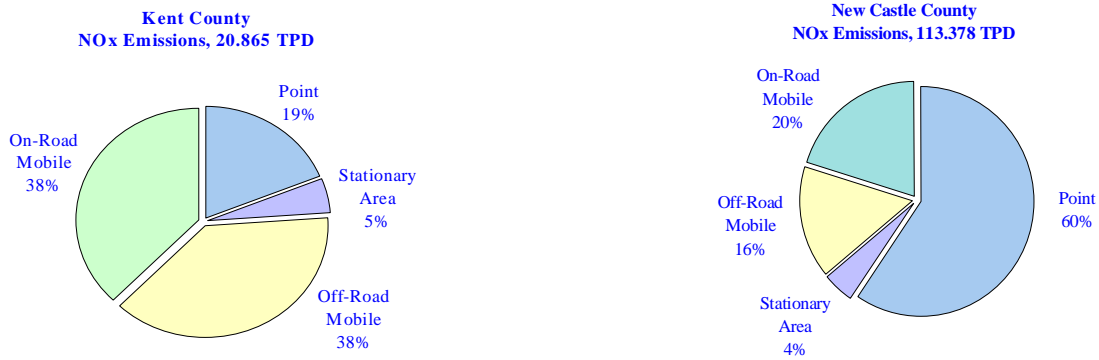 Kent County
NOx Emissions, 20.865 TPD
Point
19%
On-Road
Mobile
38%
Stationary
Area
5%
Off-Road
Mobile
38%
New Castle County
NOx Emissions, 113.378 TPD
On-Road
Mobile
20%
Point
60%
Off-Road
Mobile
16%
Stationary
Area
4%